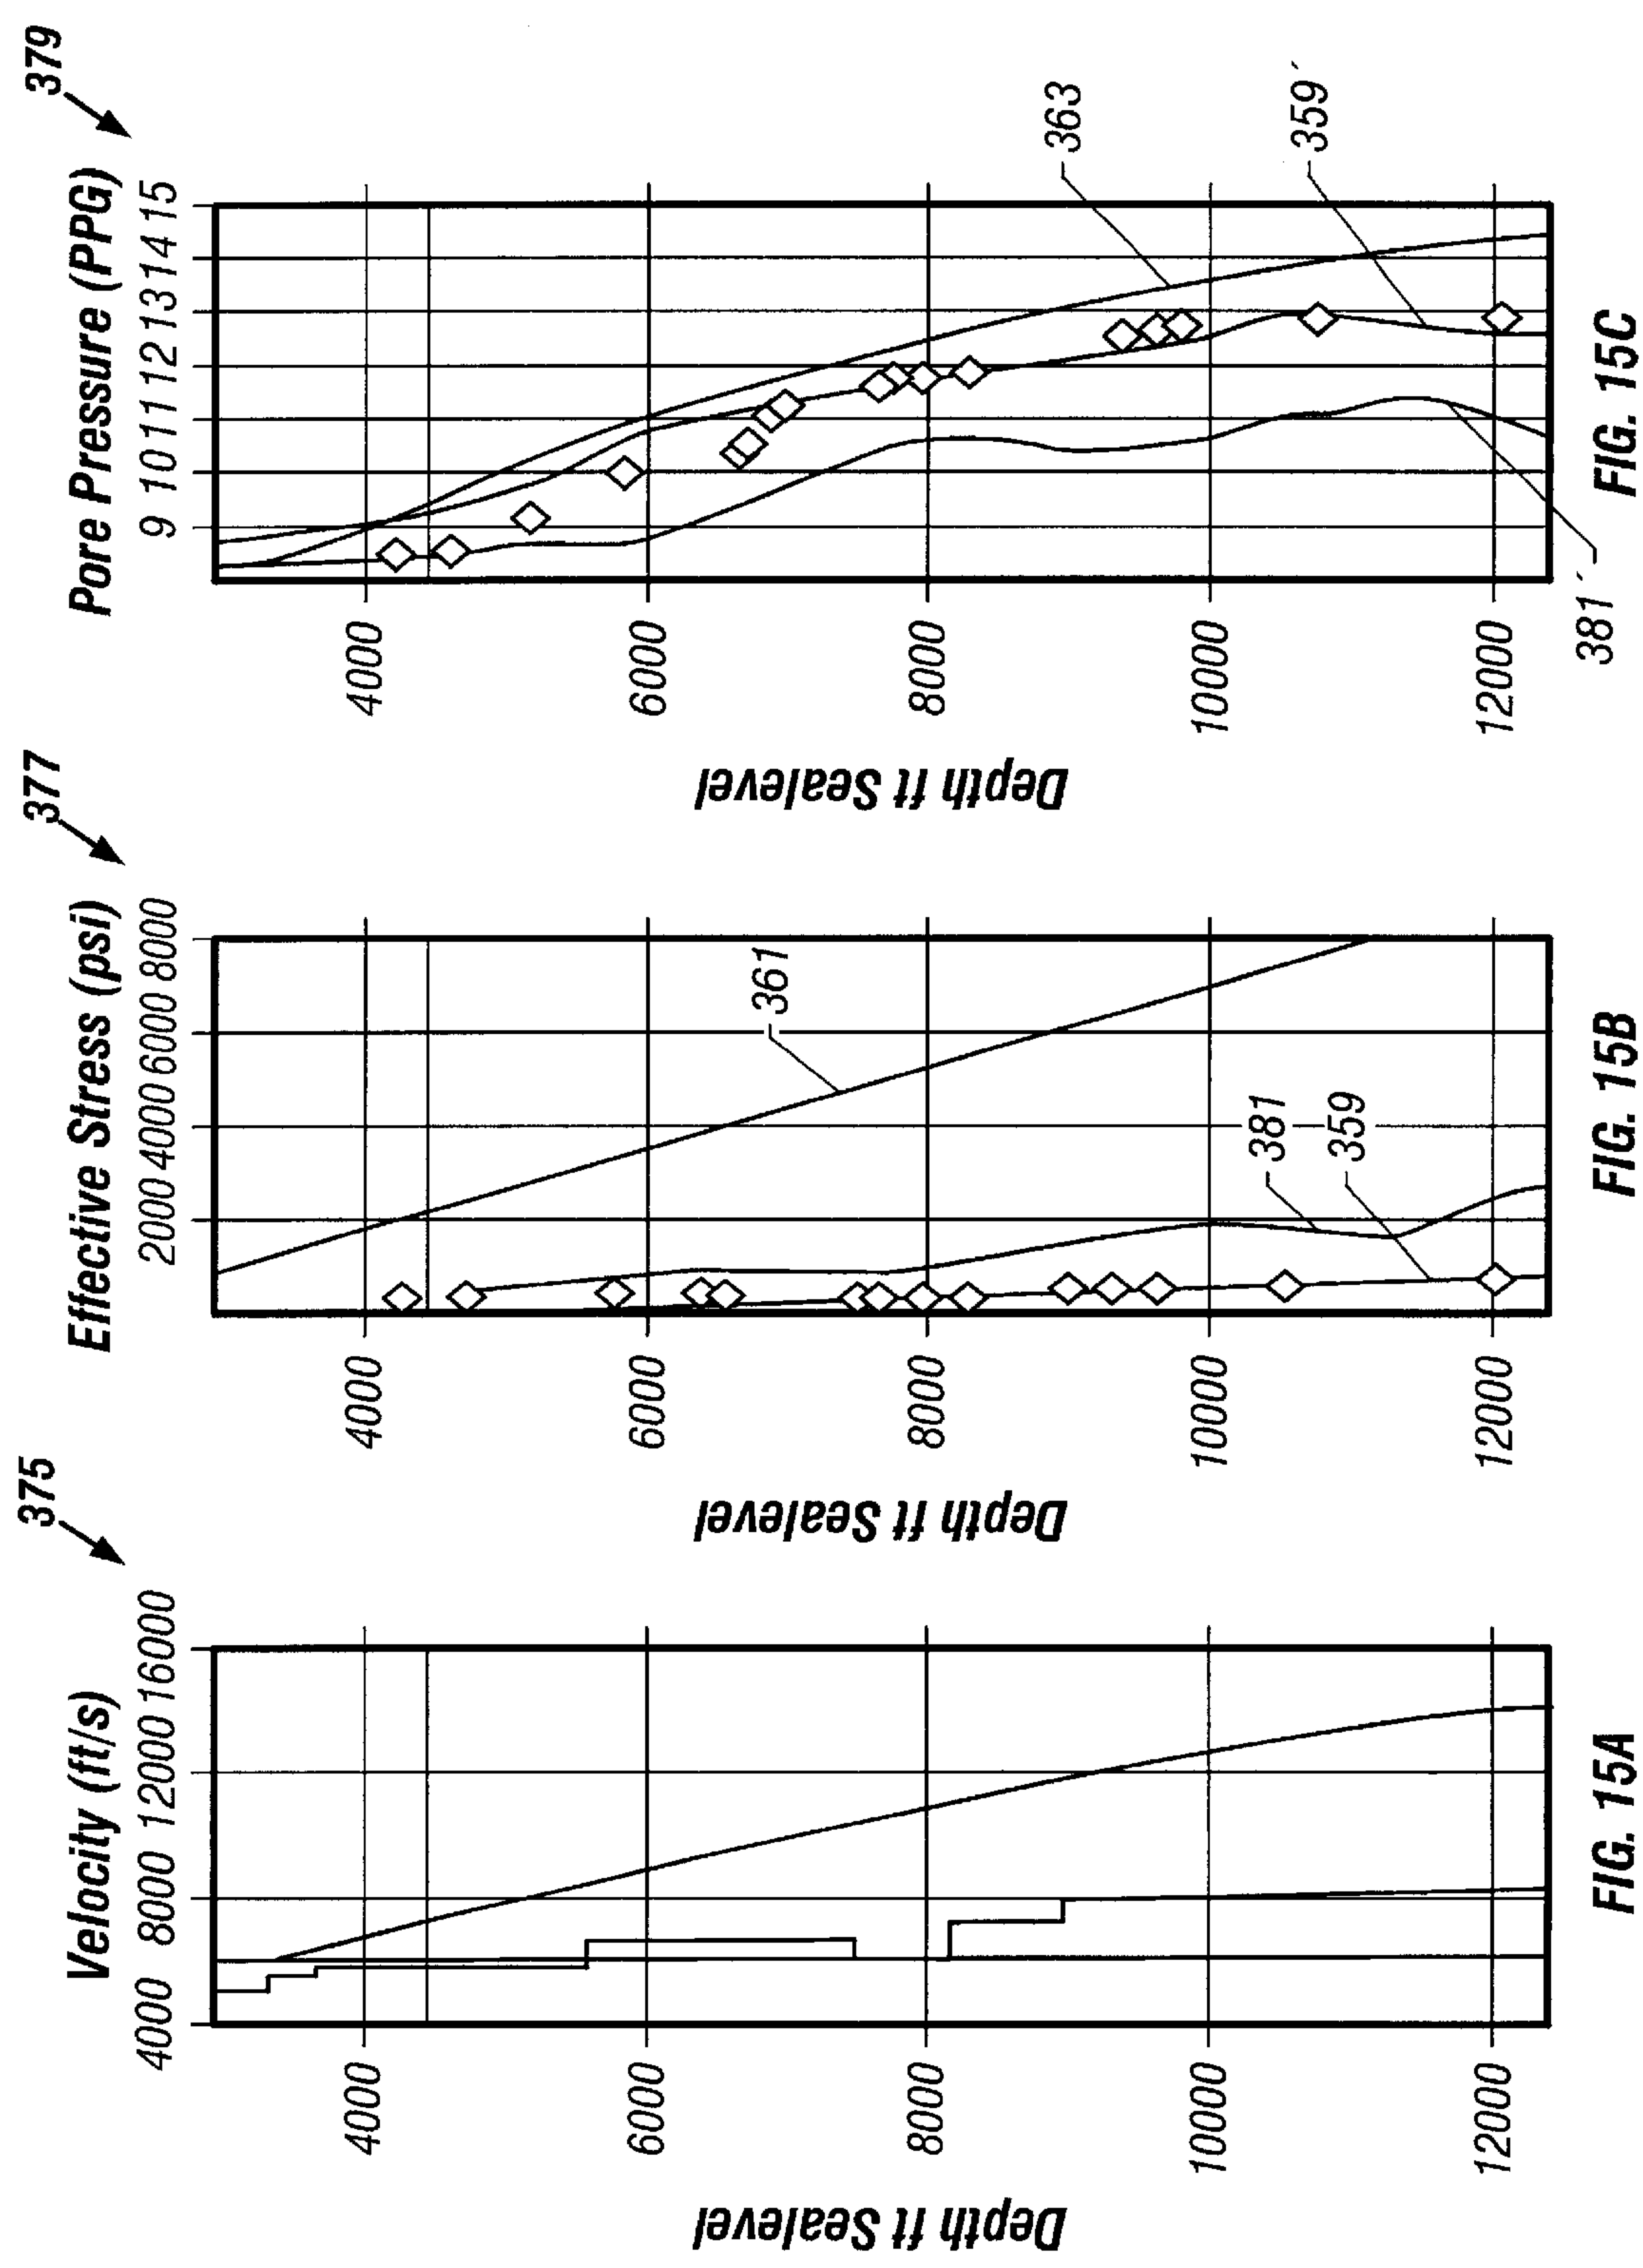 375
Velocity (ft/s)
4000 8000 12000 16000
Depth ft Sealevel
4000
6000
8000
10000
12000
FIG. 15A
377
Effective Stress (psi)
2000 4000 6000 8000
Depth ft Sealevel
4000
6000
8000
10000
12000
361
381
359
FIG. 15B
379
Pore Pressure (PPG)
9 10 11 12 13 14 15
Depth ft Sealevel
4000
6000
8000
10000
12000
363
359´
381´
FIG. 15C